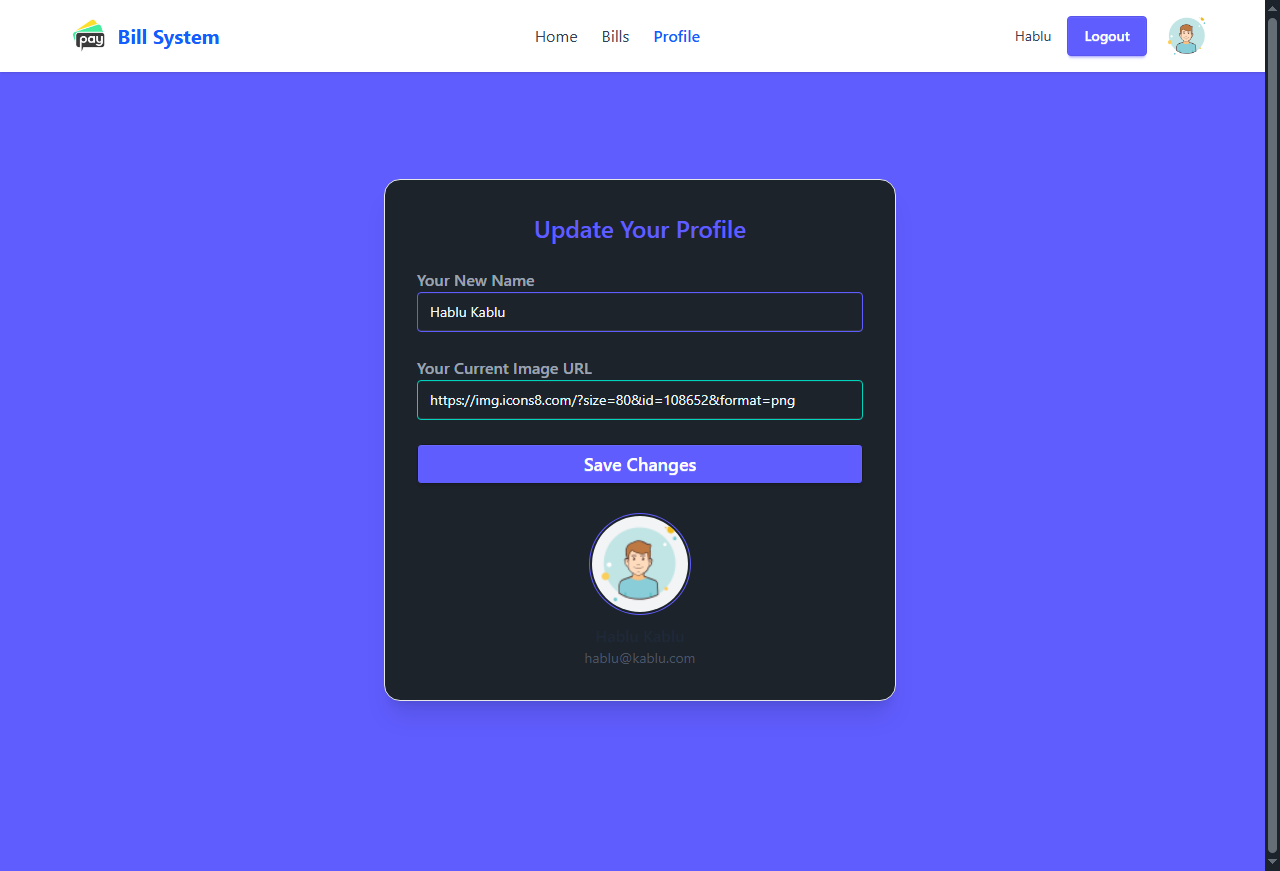 pay
Bill System
Home
Bills
Profile
Hablu
Logout
Update Your Profile
Your New Name
Hablu Kablu
Your Current Image URL
https://img.icons8.com/?size=80&id=108652&format=png
Save Changes
Hablu Kablu
hablu@kablu.com